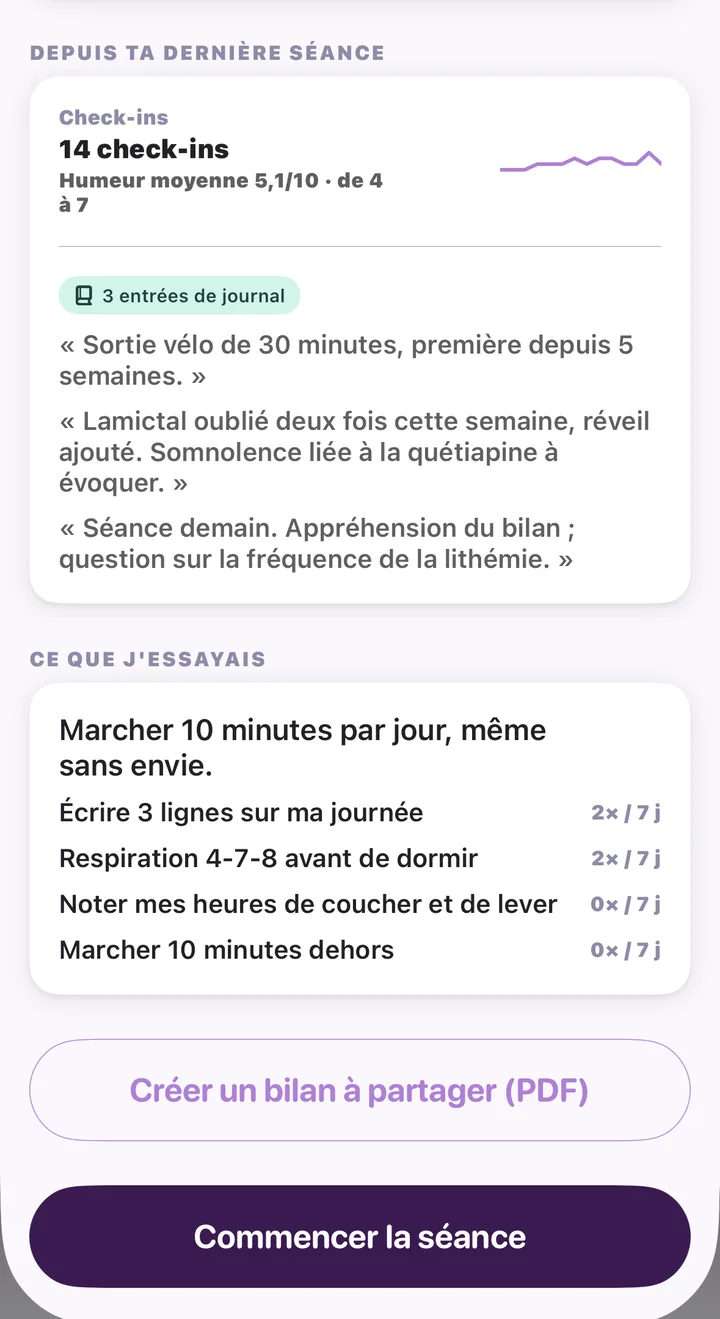 DEPUIS TA DERNIÈRE SÉANCE
Check-ins
14 check-ins
Humeur moyenne 5,1/10 · de 4
à 7
3 entrées de journal
« Sortie vélo de 30 minutes, première depuis 5
semaines. »
« Lamictal oublié deux fois cette semaine, réveil
ajouté. Somnolence liée à la quétiapine à
évoquer. »
« Séance demain. Appréhension du bilan ;
question sur la fréquence de la lithémie. »
CE QUE J'ESSAYAIS
Marcher 10 minutes par jour, même
sans envie.
Écrire 3 lignes sur ma journée 2× / 7 j
Respiration 4-7-8 avant de dormir 2× / 7 j
Noter mes heures de coucher et de lever 0× / 7 j
Marcher 10 minutes dehors 0× / 7 j
Créer un bilan à partager (PDF)
Commencer la séance